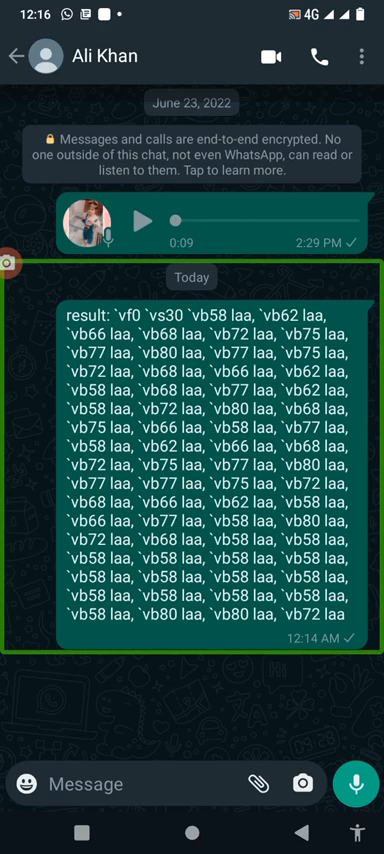 12:16
4G
Ali Khan
June 23, 2022
Messages and calls are end-to-end encrypted. No
one outside of this chat, not even WhatsApp, can read or
listen to them. Tap to learn more.
0:09
2:29 PM
Today
result: `vf0 `vs30 `vb58 laa, `vb62 laa,
`vb66 laa, `vb68 laa, `vb72 laa, `vb75 laa,
`vb77 laa, `vb80 laa, `vb77 laa, `vb75 laa,
`vb72 laa, `vb68 laa, `vb66 laa, `vb62 laa,
`vb58 laa, `vb68 laa, `vb77 laa, `vb62 laa,
`vb58 laa, `vb72 laa, `vb80 laa, `vb68 laa,
`vb75 laa, `vb66 laa, `vb58 laa, `vb77 laa,
`vb58 laa, `vb62 laa, `vb66 laa, `vb68 laa,
`vb72 laa, `vb75 laa, `vb77 laa, `vb80 laa,
`vb77 laa, `vb77 laa, `vb75 laa, `vb72 laa,
`vb68 laa, `vb66 laa, `vb62 laa, `vb58 laa,
`vb66 laa, `vb77 laa, `vb58 laa, `vb80 laa,
`vb72 laa, `vb68 laa, `vb58 laa, `vb58 laa,
`vb58 laa, `vb58 laa, `vb58 laa, `vb58 laa,
`vb58 laa, `vb58 laa, `vb58 laa, `vb58 laa,
`vb58 laa, `vb58 laa, `vb58 laa, `vb58 laa,
`vb58 laa, `vb80 laa, `vb80 laa, `vb72 laa
12:14 AM
Message